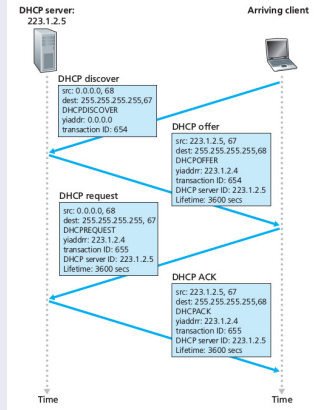 DHCP server:
223.1.2.5
Arriving client
DHCP discover
src: 0.0.0.0, 68
dest: 255.255.255.255,67
DHCPDISCOVER
yiaddr: 0.0.0.0
transaction ID: 654
DHCP offer
src: 223.1.2.5, 67
dest: 255.255.255.255,68
DHCPOFFER
yiaddrr: 223.1.2.4
transaction ID: 654
DHCP server ID: 223.1.2.5
Lifetime: 3600 secs
DHCP request
src: 0.0.0.0, 68
dest: 255.255.255.255, 67
DHCPREQUEST
yiaddrr: 223.1.2.4
transaction ID: 655
DHCP server ID: 223.1.2.5
Lifetime: 3600 secs
DHCP ACK
src: 223.1.2.5, 67
dest: 255.255.255.255,68
DHCPACK
yiaddrr: 223.1.2.4
transaction ID: 655
DHCP server ID: 223.1.2.5
Lifetime: 3600 secs
Time
Time